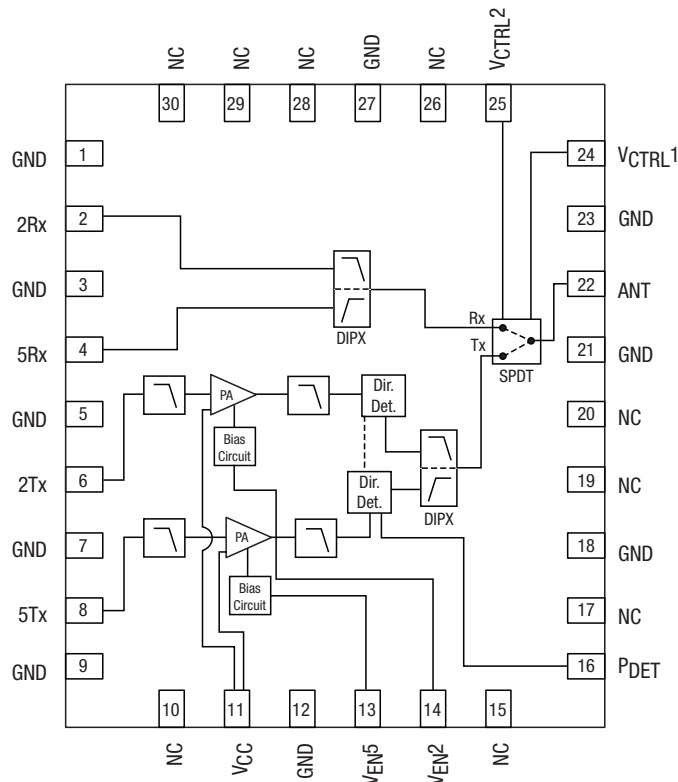 NC
NC
NC
GND
NC
VCTRL2
30
29
28
27
26
25
GND 1
24 VCTRL1
2Rx 2
23 GND
GND 3
22 ANT
DIPX
Rx
Tx
SPDT
5Rx 4
21 GND
GND 5
20 NC
PA
Bias
Circuit
Dir.
Det.
2Tx 6
19 NC
Dir.
Det.
DIPX
GND 7
18 GND
PA
Bias
Circuit
5Tx 8
17 NC
GND 9
16 PDET
10
11
12
13
14
15
NC
VCC
GND
VEN5
VEN2
NC